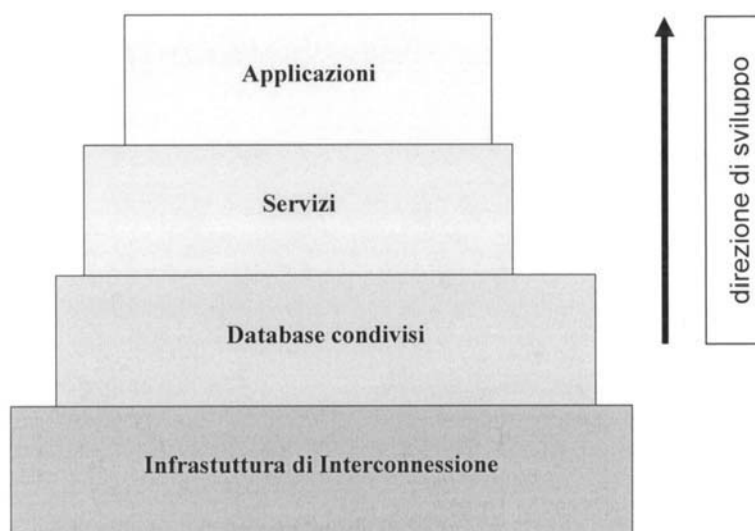 Applicazioni
Servizi
Database condivisi
Infrastuttura di Interconnessione
direzione di sviluppo